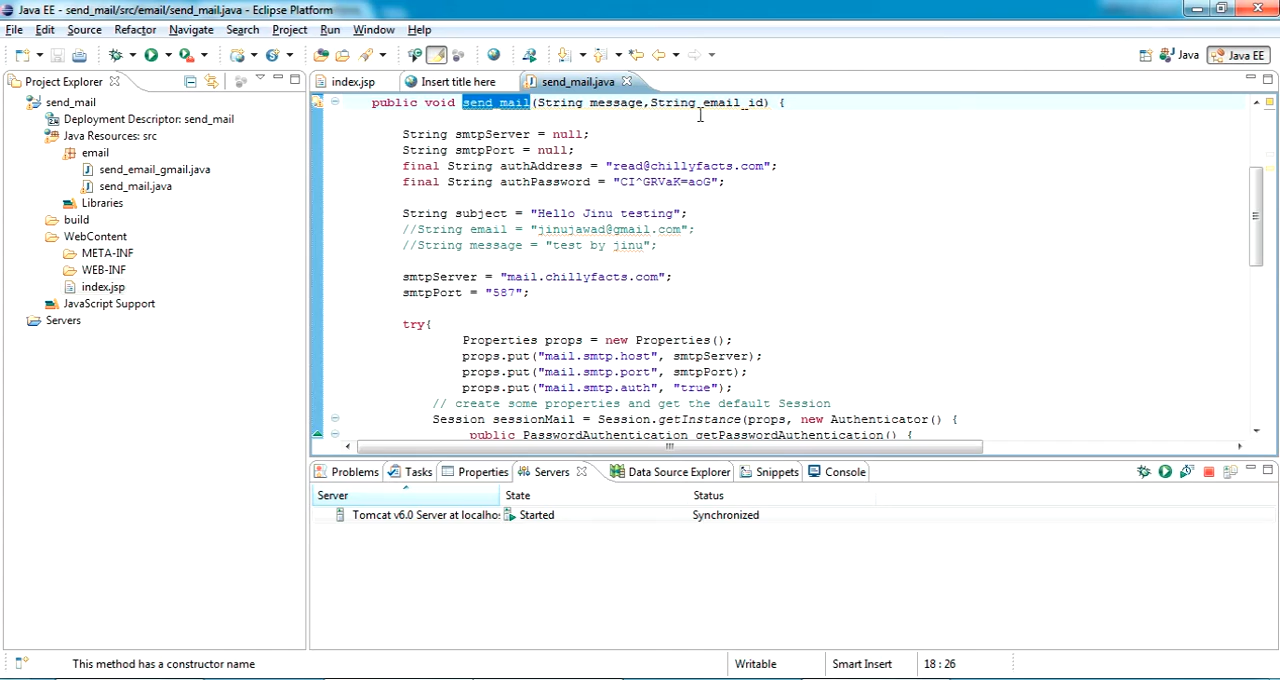 Java EE - send_mail/src/email/send_mail.java - Eclipse Platform
File Edit Source Refactor Navigate Search Project Run Window Help
Java Java EE
Project Explorer
send_mail
Deployment Descriptor: send_mail
Java Resources: src
email
send_email_gmail.java
send_mail.java
Libraries
build
WebContent
META-INF
WEB-INF
index.jsp
JavaScript Support
Servers
index.jsp Insert title here send_mail.java
public void send_mail(String message,String email_id) {
String smtpServer = null;
String smtpPort = null;
final String authAddress = "read@chillyfacts.com";
final String authPassword = "CI^GRVaK=aoG";
String subject = "Hello Jinu testing";
//String email = "jinujawad@gmail.com";
//String message = "test by jinu";
smtpServer = "mail.chillyfacts.com";
smtpPort = "587";
try{
Properties props = new Properties();
props.put("mail.smtp.host", smtpServer);
props.put("mail.smtp.port", smtpPort);
props.put("mail.smtp.auth", "true");
// create some properties and get the default Session
Session sessionMail = Session.getInstance(props, new Authenticator() {
public PasswordAuthentication getPasswordAuthentication() {
Problems Tasks Properties Servers Data Source Explorer Snippets Console
Server State Status
Tomcat v6.0 Server at localho: Started Synchronized
This method has a constructor name Writable Smart Insert 18 : 26